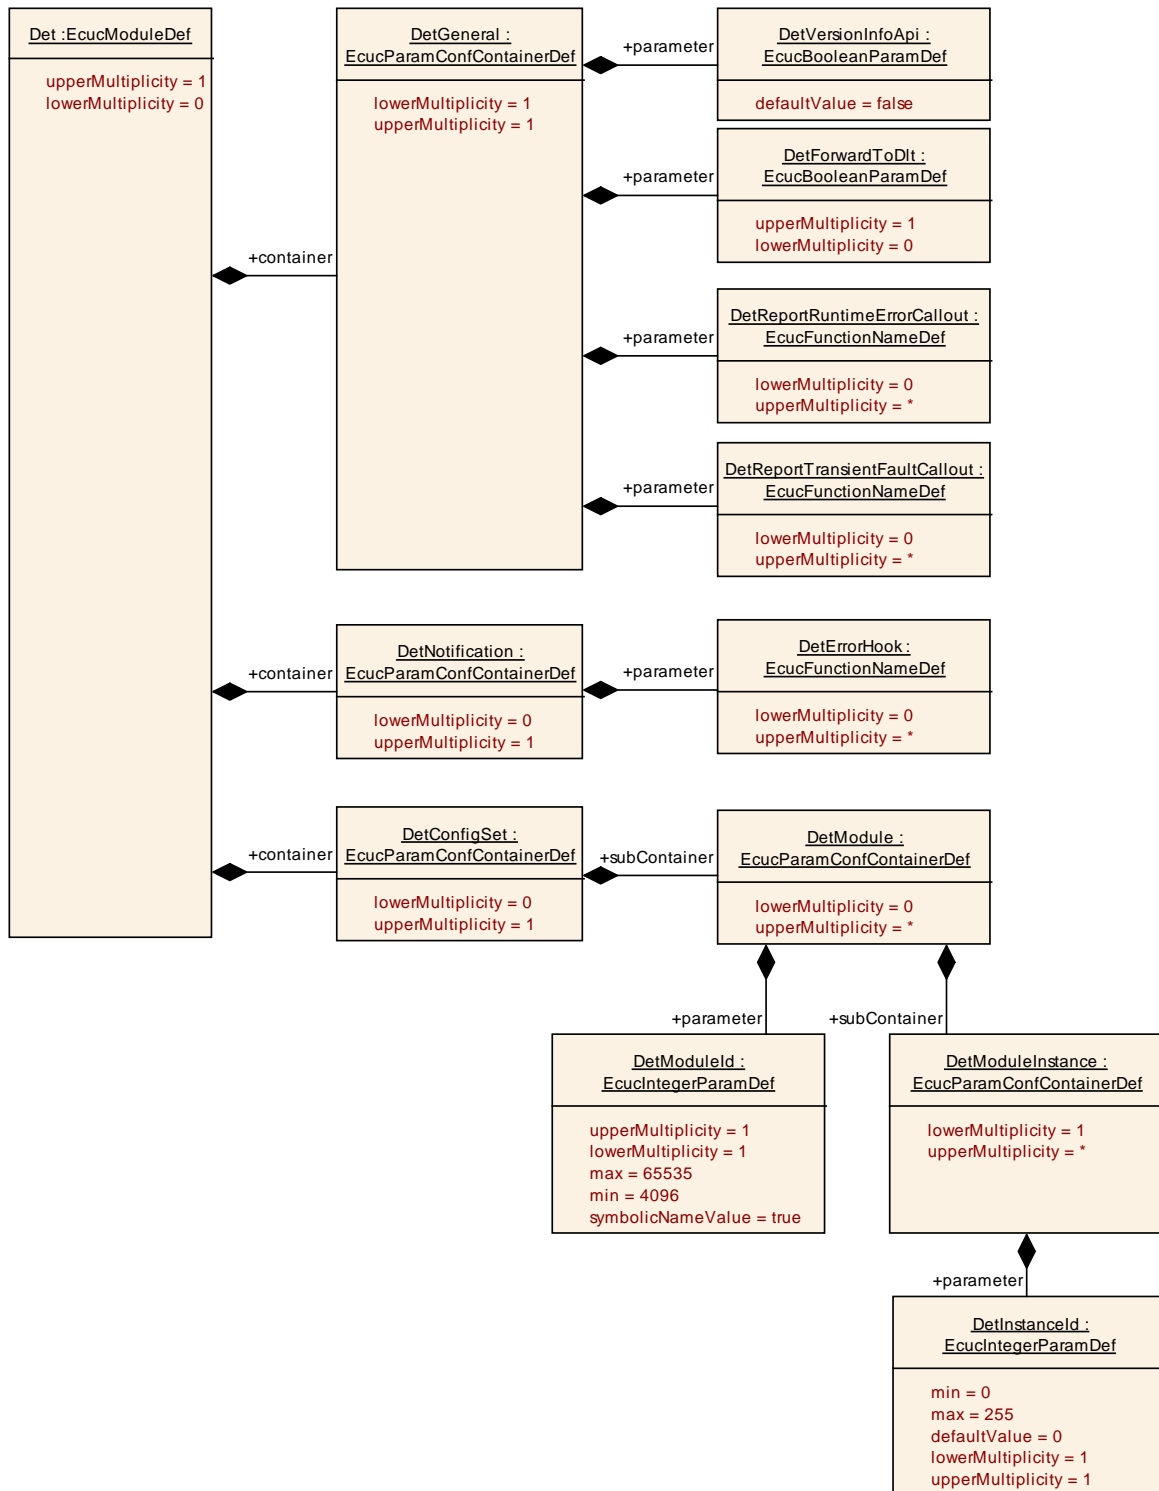 Det :EcucModuleDef
upperMultiplicity = 1
lowerMultiplicity = 0
+container
DetGeneral :
EcucParamConfContainerDef
lowerMultiplicity = 1
upperMultiplicity = 1
+parameter
DetVersionInfoApi :
EcucBooleanParamDef
defaultValue = false
+parameter
DetForwardToDlt :
EcucBooleanParamDef
upperMultiplicity = 1
lowerMultiplicity = 0
+parameter
DetReportRuntimeErrorCallout :
EcucFunctionNameDef
lowerMultiplicity = 0
upperMultiplicity = *
+parameter
DetReportTransientFaultCallout :
EcucFunctionNameDef
lowerMultiplicity = 0
upperMultiplicity = *
+container
DetNotification :
EcucParamConfContainerDef
lowerMultiplicity = 0
upperMultiplicity = 1
+parameter
DetErrorHook :
EcucFunctionNameDef
lowerMultiplicity = 0
upperMultiplicity = *
+container
DetConfigSet :
EcucParamConfContainerDef
lowerMultiplicity = 0
upperMultiplicity = 1
+subContainer
DetModule :
EcucParamConfContainerDef
lowerMultiplicity = 0
upperMultiplicity = *
+parameter
DetModuleId :
EcucIntegerParamDef
upperMultiplicity = 1
lowerMultiplicity = 1
max = 65535
min = 4096
symbolicNameValue = true
+subContainer
DetModuleInstance :
EcucParamConfContainerDef
lowerMultiplicity = 1
upperMultiplicity = *
+parameter
DetInstanceId :
EcucIntegerParamDef
min = 0
max = 255
defaultValue = 0
lowerMultiplicity = 1
upperMultiplicity = 1